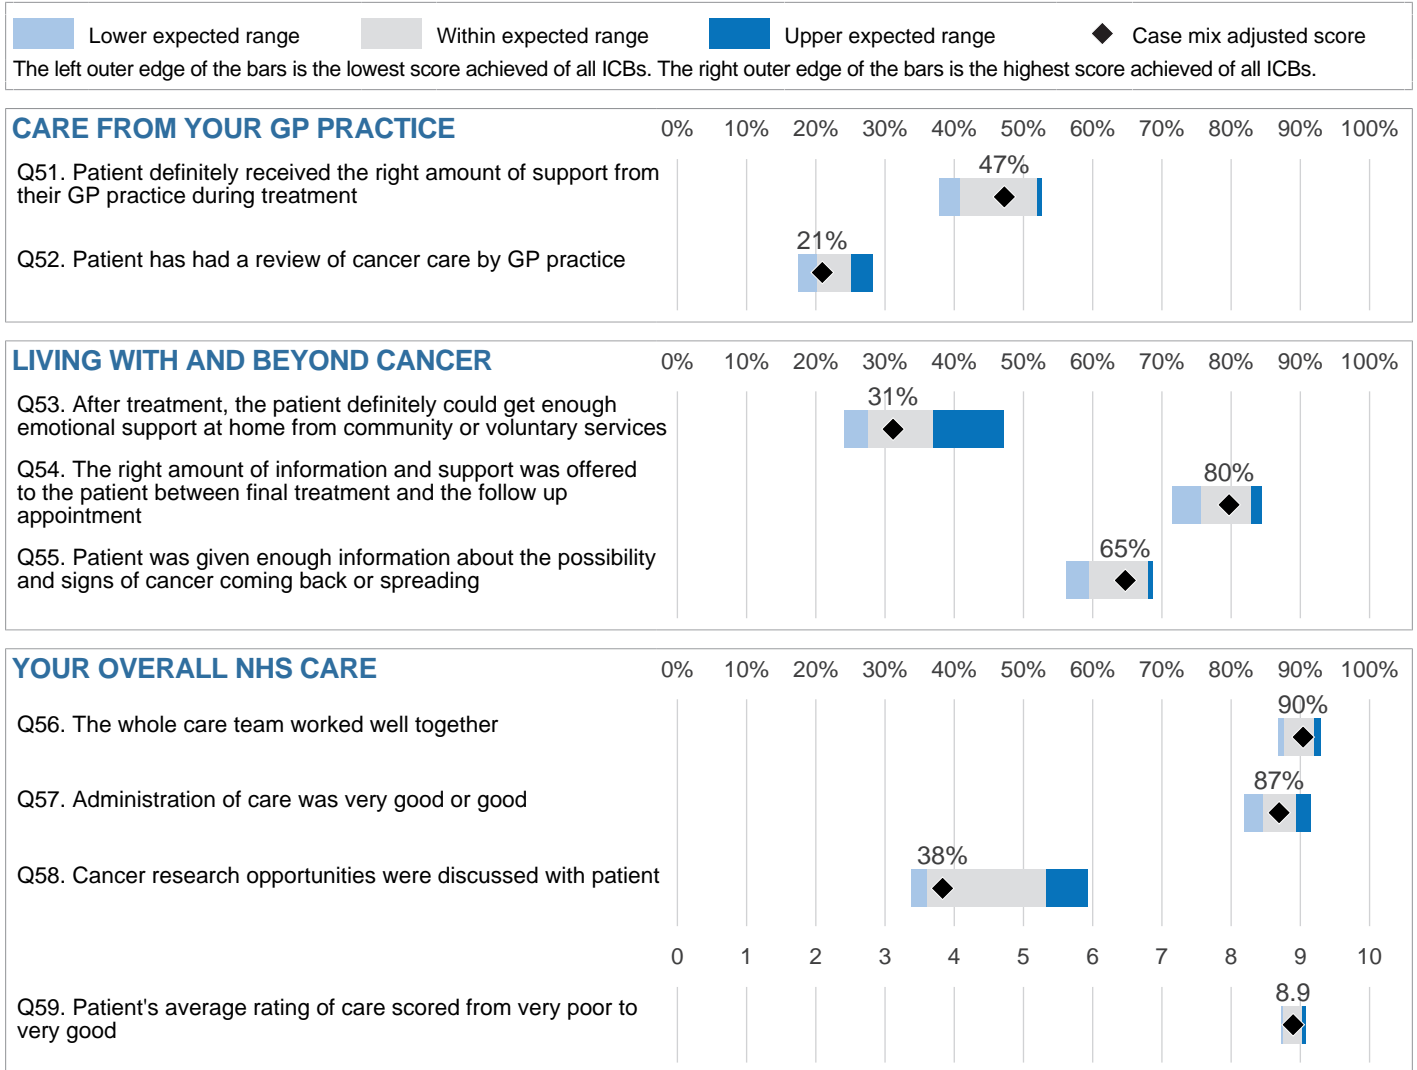 Lower expected range Within expected range Upper expected range Case mix adjusted score
The left outer edge of the bars is the lowest score achieved of all ICBs. The right outer edge of the bars is the highest score achieved of all ICBs.
CARE FROM YOUR GP PRACTICE 0% 10% 20% 30% 40% 50% 60% 70% 80% 90% 100%
47%
Q51. Patient definitely received the right amount of support from
their GP practice during treatment
21%
Q52. Patient has had a review of cancer care by GP practice
LIVING WITH AND BEYOND CANCER 0% 10% 20% 30% 40% 50% 60% 70% 80% 90% 100%
31%
Q53. After treatment, the patient definitely could get enough
emotional support at home from community or voluntary services
80%
Q54. The right amount of information and support was offered
to the patient between final treatment and the follow up
appointment
65%
Q55. Patient was given enough information about the possibility
and signs of cancer coming back or spreading
YOUR OVERALL NHS CARE 0% 10% 20% 30% 40% 50% 60% 70% 80% 90% 100%
90%
Q56. The whole care team worked well together
87%
Q57. Administration of care was very good or good
38%
Q58. Cancer research opportunities were discussed with patient
0 1 2 3 4 5 6 7 8 9 10
8.9
Q59. Patient's average rating of care scored from very poor to
very good